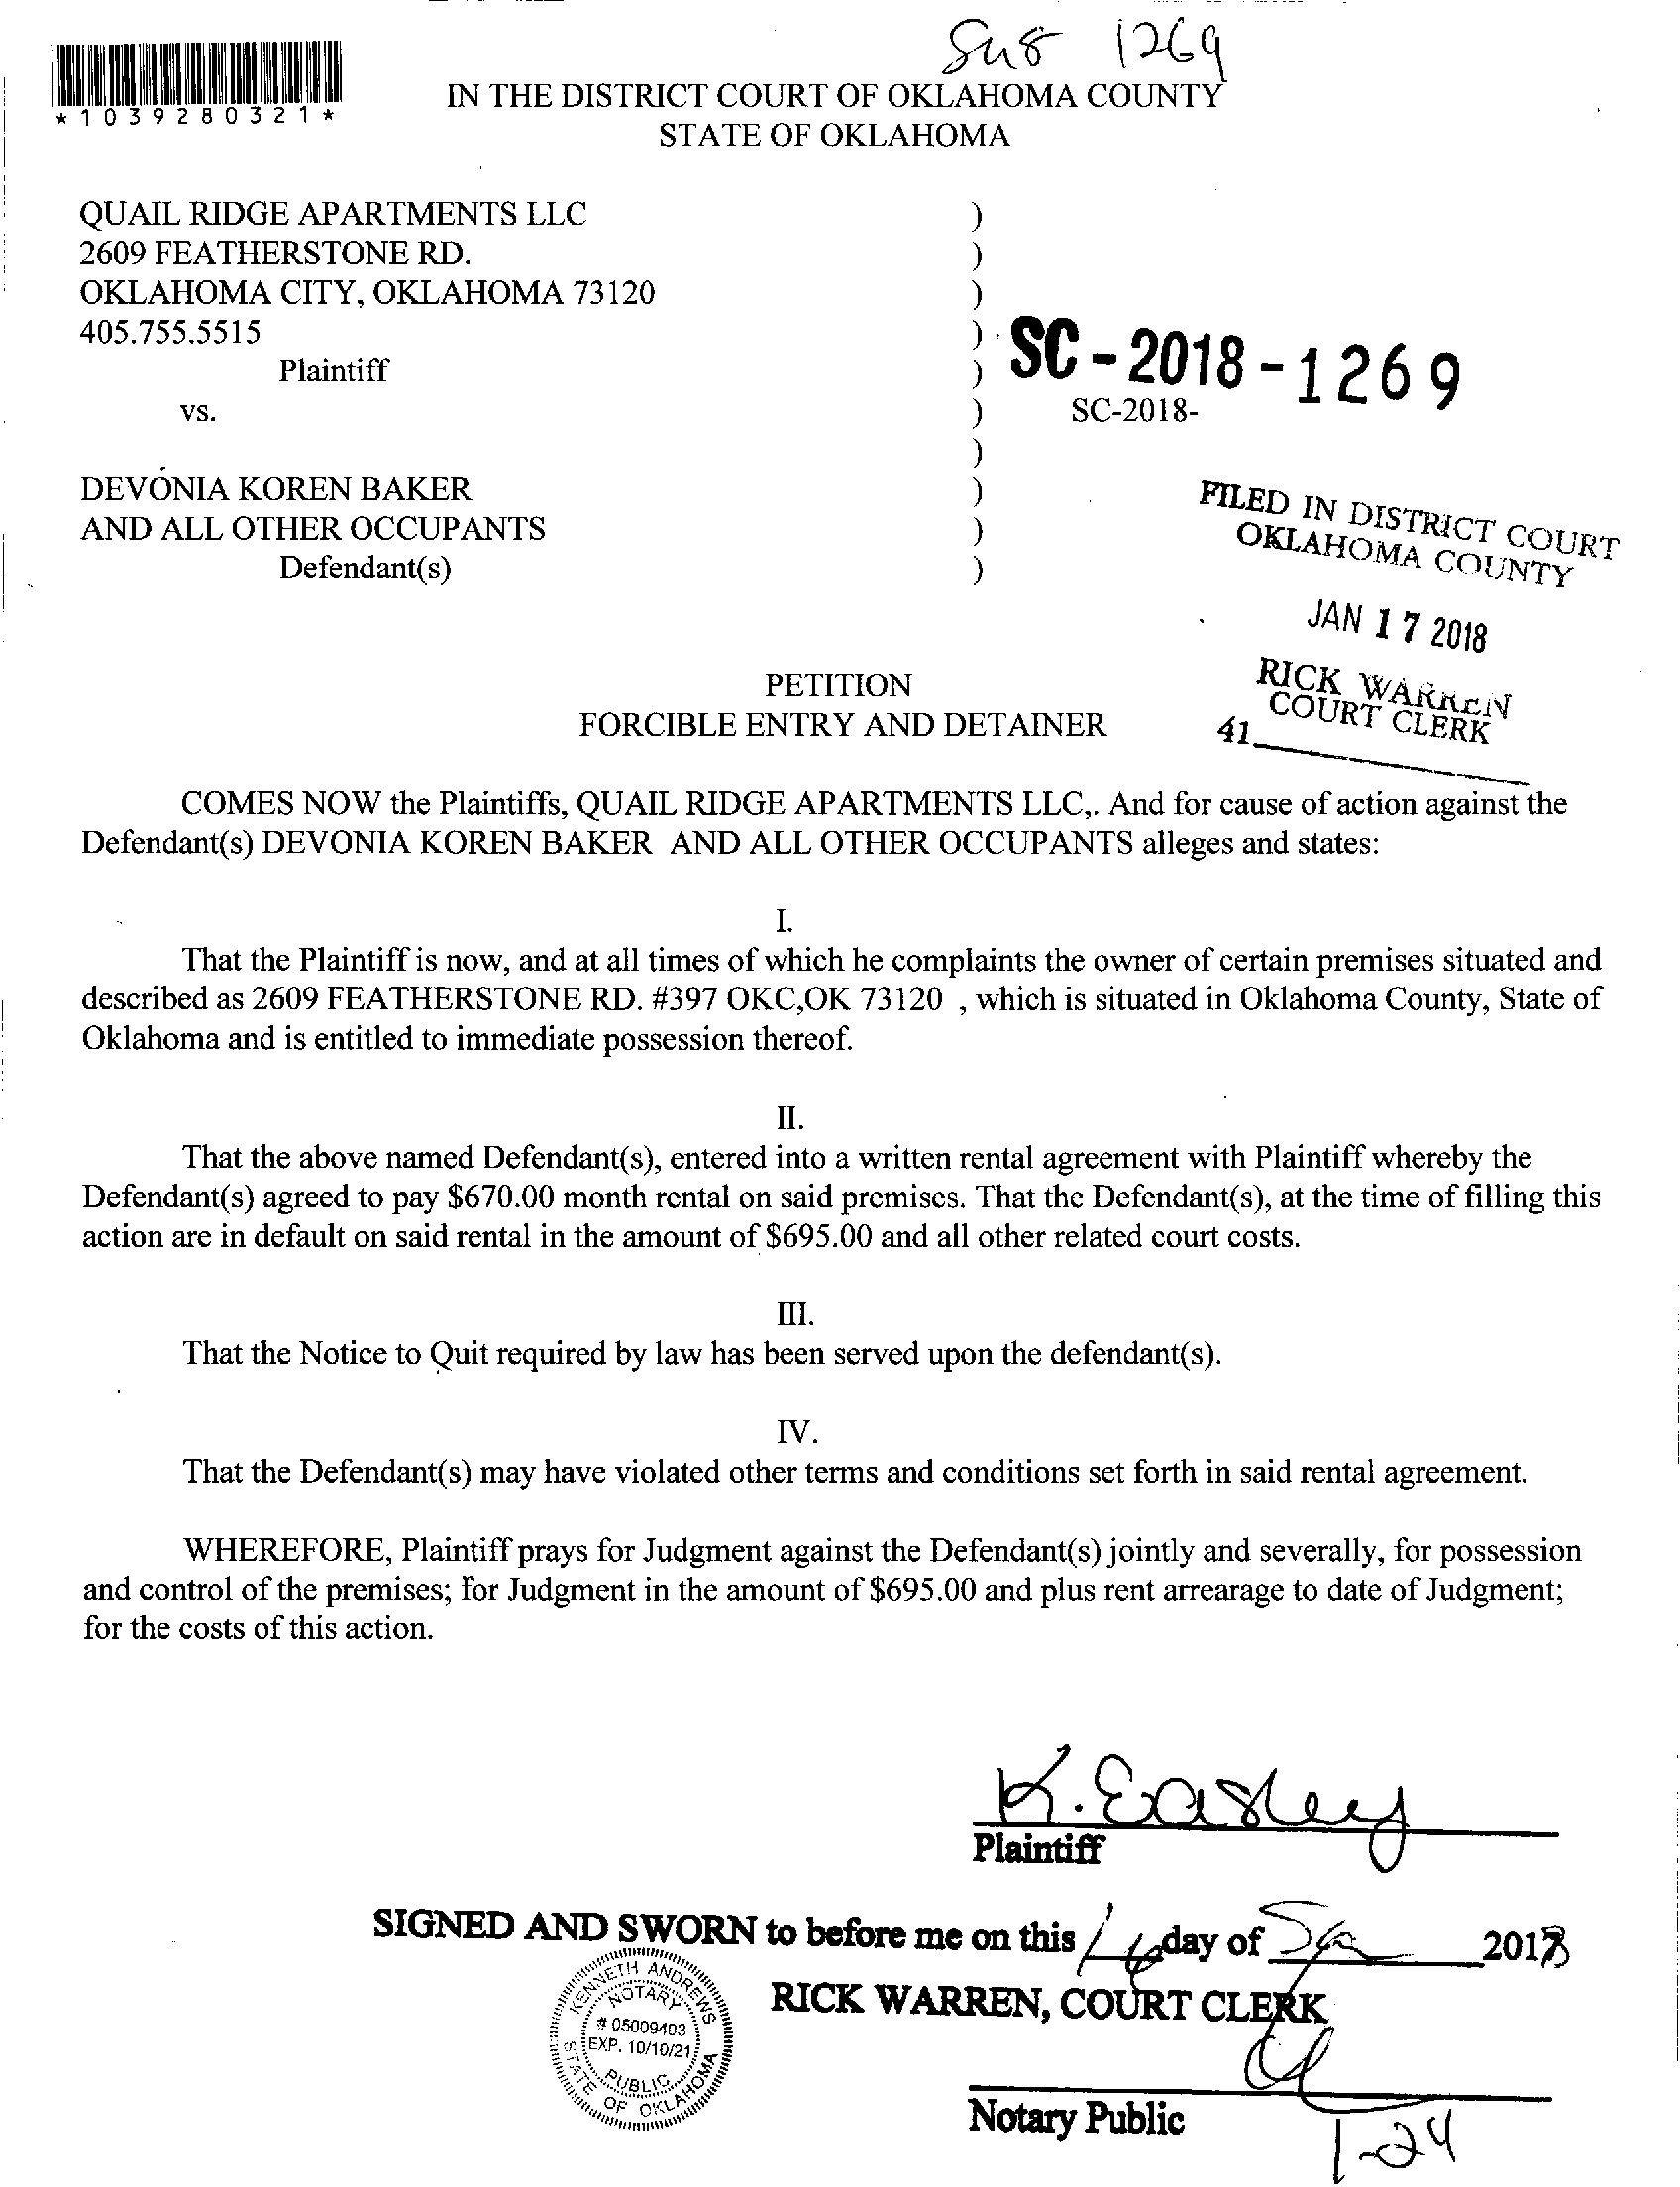 1269
*1039280321*
IN THE DISTRICT COURT OF OKLAHOMA COUNTY
STATE OF OKLAHOMA
QUAIL RIDGE APARTMENTS LLC )
2609 FEATHERSTONE RD. )
OKLAHOMA CITY, OKLAHOMA 73120 )
405.755.5515 )
Plaintiff )
SC-2018-1269
vs. ) SC-2018-
)
DEVONIA KOREN BAKER )
AND ALL OTHER OCCUPANTS )
Defendant(s) )
FILED IN DISTRICT COURT
OKLAHOMA COUNTY
JAN 17 2018
RICK WARREN
COURT CLERK
41
PETITION
FORCIBLE ENTRY AND DETAINER
COMES NOW the Plaintiffs, QUAIL RIDGE APARTMENTS LLC,. And for cause of action against the
Defendant(s) DEVONIA KOREN BAKER AND ALL OTHER OCCUPANTS alleges and states:
I.
That the Plaintiff is now, and at all times of which he complaints the owner of certain premises situated and
described as 2609 FEATHERSTONE RD. #397 OKC,OK 73120 , which is situated in Oklahoma County, State of
Oklahoma and is entitled to immediate possession thereof.
II.
That the above named Defendant(s), entered into a written rental agreement with Plaintiff whereby the
Defendant(s) agreed to pay $670.00 month rental on said premises. That the Defendant(s), at the time of filling this
action are in default on said rental in the amount of $695.00 and all other related court costs.
III.
That the Notice to Quit required by law has been served upon the defendant(s).
IV.
That the Defendant(s) may have violated other terms and conditions set forth in said rental agreement.
WHEREFORE, Plaintiff prays for Judgment against the Defendant(s) jointly and severally, for possession
and control of the premises; For Judgment in the amount of $695.00 and plus rent arrearage to date of Judgment;
for the costs of this action.
K. Easley
Plaintiff
SIGNED AND SWORN to before me on this 16 day of Jan 2018
RICK WARREN, COURT CLERK
KENNETH ANDREWS
NOTARY
# 05009403
EXP. 10/10/21
PUBLIC
STATE OF OKLAHOMA
Notary Public
1-24